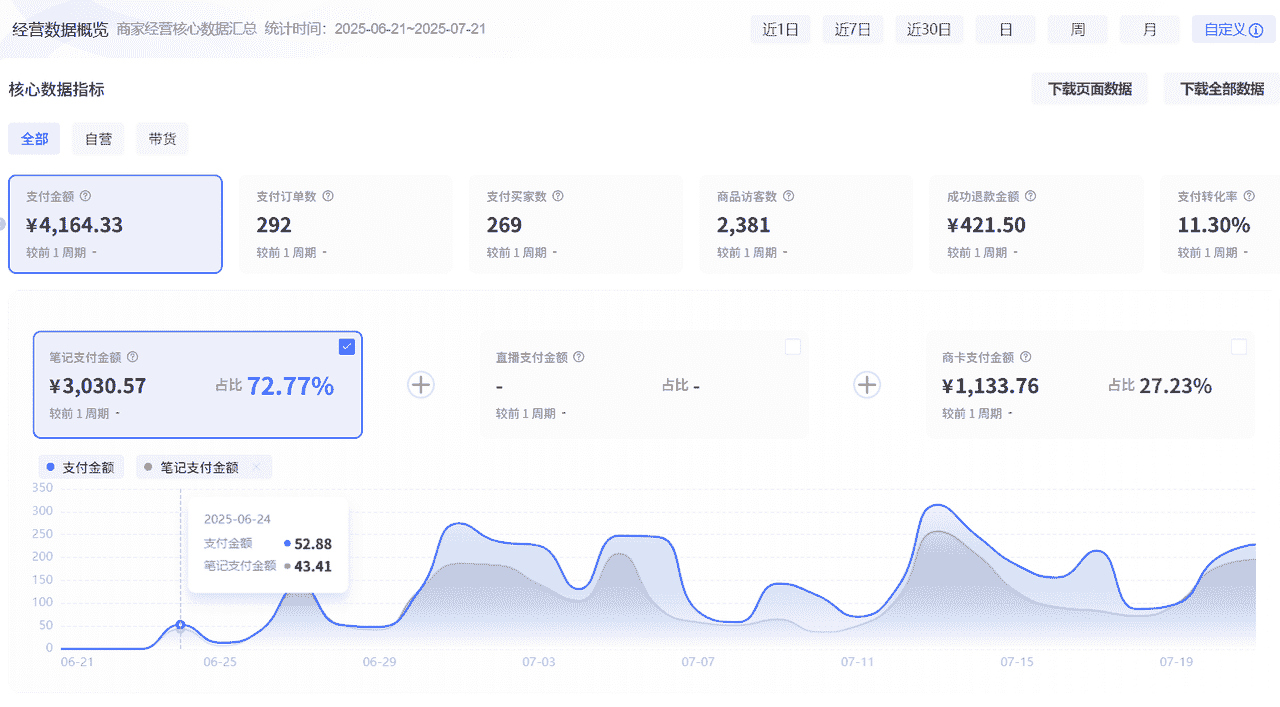 经营数据概览 商家经营核心数据汇总 统计时间：2025-06-21~2025-07-21 近1日 近7日 近30日 日 周 月 自定义
核心数据指标 下载页面数据 下载全部数据
全部 自营 带货
支付金额 支付订单数 支付买家数 商品访客数 成功退款金额 支付转化率
¥4,164.33 292 269 2,381 ¥421.50 11.30%
较前1周期 - 较前1周期 - 较前1周期 - 较前1周期 - 较前1周期 - 较前1周期 -
笔记支付金额 直播支付金额 商卡支付金额
¥3,030.57 占比 72.77% - 占比 - ¥1,133.76 占比 27.23%
较前1周期 - 较前1周期 - 较前1周期 -
支付金额 笔记支付金额
350
300
250
200
150
100
50
0
2025-06-24
支付金额 52.88
笔记支付金额 43.41
06-21 06-25 06-29 07-03 07-07 07-11 07-15 07-19